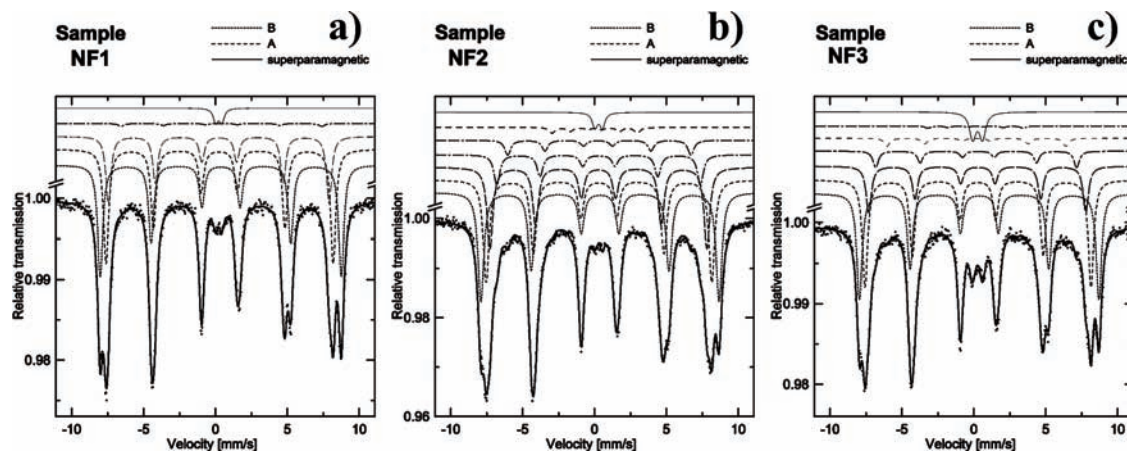 Sample
NF1
B
A
superparamagnetic
a)
Relative transmission
1.00
0.99
0.98
-10 -5 0 5 10
Velocity [mm/s]
Sample
NF2
B
A
superparamagnetic
b)
Relative transmission
1.00
0.98
0.96
-10 -5 0 5 10
Velocity [mm/s]
Sample
NF3
B
A
superparamagnetic
c)
Relative transmission
1.00
0.99
0.98
-10 -5 0 5 10
Velocity [mm/s]